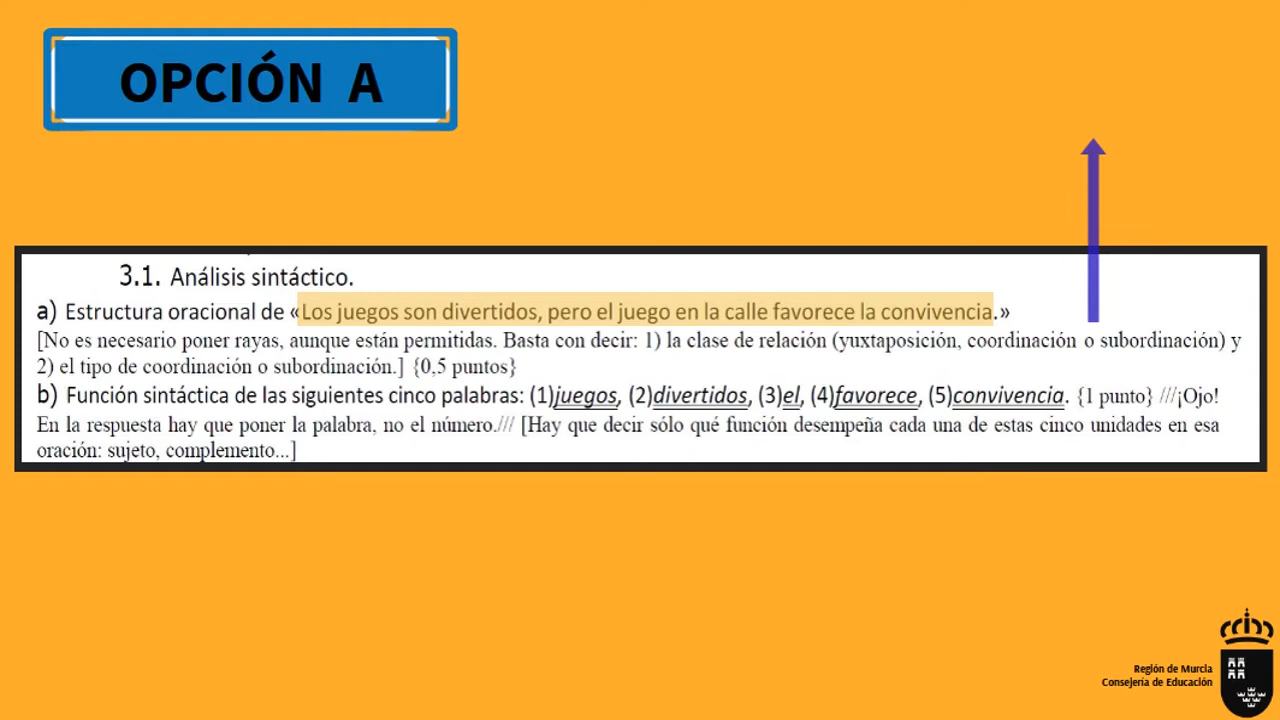 OPCIÓN A
3.1. Análisis sintáctico.
a) Estructura oracional de «Los juegos son divertidos, pero el juego en la calle favorece la convivencia.»
[No es necesario poner rayas, aunque están permitidas. Basta con decir: 1) la clase de relación (yuxtaposición, coordinación o subordinación) y
2) el tipo de coordinación o subordinación.] {0,5 puntos}
b) Función sintáctica de las siguientes cinco palabras: (1)juegos, (2)divertidos, (3)el, (4)favorece, (5)convivencia. {1 punto} ///¡Ojo!
En la respuesta hay que poner la palabra, no el número./// [Hay que decir sólo qué función desempeña cada una de estas cinco unidades en esa
oración: sujeto, complemento...]
Región de Murcia
Consejería de Educación